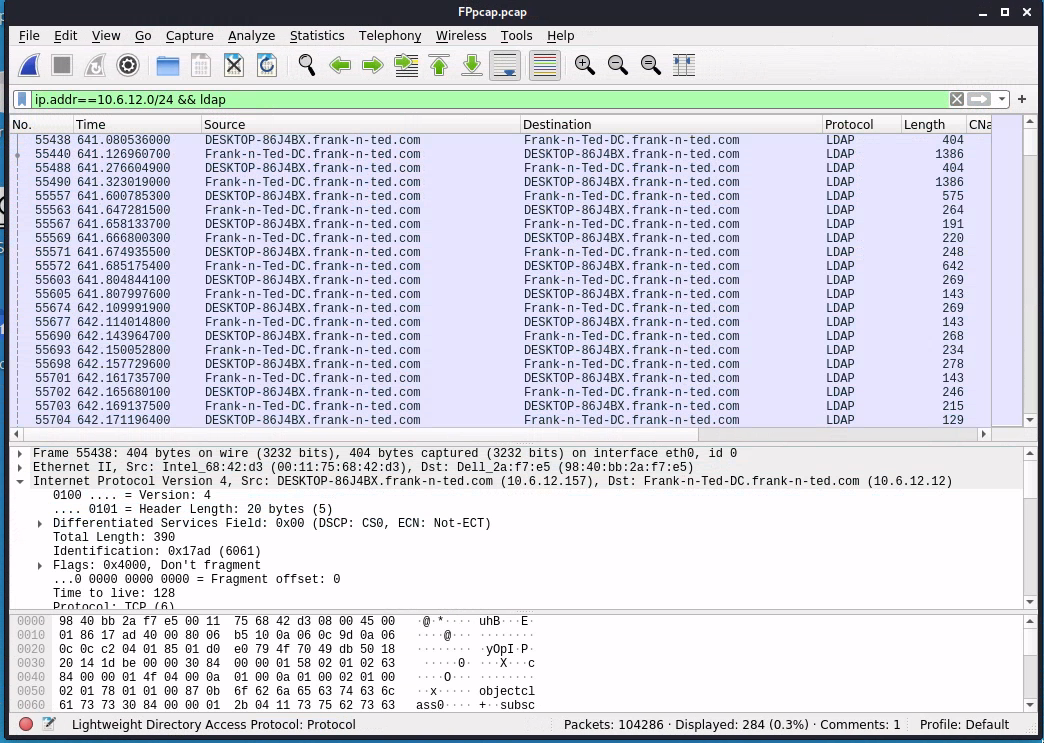 FPpcap.pcap
File Edit View Go Capture Analyze Statistics Telephony Wireless Tools Help
ip.addr==10.6.12.0/24 && ldap
No. Time Source Destination Protocol Length CNa
55438 641.080536000 DESKTOP-86J4BX.frank-n-ted.com Frank-n-Ted-DC.frank-n-ted.com LDAP 404
55440 641.126960700 DESKTOP-86J4BX.frank-n-ted.com Frank-n-Ted-DC.frank-n-ted.com LDAP 1386
55488 641.276604900 DESKTOP-86J4BX.frank-n-ted.com Frank-n-Ted-DC.frank-n-ted.com LDAP 404
55490 641.323019000 DESKTOP-86J4BX.frank-n-ted.com Frank-n-Ted-DC.frank-n-ted.com LDAP 1386
55557 641.600785300 DESKTOP-86J4BX.frank-n-ted.com Frank-n-Ted-DC.frank-n-ted.com LDAP 575
55563 641.647281500 Frank-n-Ted-DC.frank-n-ted.com DESKTOP-86J4BX.frank-n-ted.com LDAP 264
55567 641.658133700 DESKTOP-86J4BX.frank-n-ted.com Frank-n-Ted-DC.frank-n-ted.com LDAP 191
55569 641.666800300 Frank-n-Ted-DC.frank-n-ted.com DESKTOP-86J4BX.frank-n-ted.com LDAP 220
55571 641.674935500 Frank-n-Ted-DC.frank-n-ted.com DESKTOP-86J4BX.frank-n-ted.com LDAP 248
55572 641.685175400 DESKTOP-86J4BX.frank-n-ted.com Frank-n-Ted-DC.frank-n-ted.com LDAP 642
55603 641.804844100 DESKTOP-86J4BX.frank-n-ted.com Frank-n-Ted-DC.frank-n-ted.com LDAP 269
55605 641.807997600 Frank-n-Ted-DC.frank-n-ted.com DESKTOP-86J4BX.frank-n-ted.com LDAP 143
55674 642.109991900 DESKTOP-86J4BX.frank-n-ted.com Frank-n-Ted-DC.frank-n-ted.com LDAP 269
55677 642.114014800 Frank-n-Ted-DC.frank-n-ted.com DESKTOP-86J4BX.frank-n-ted.com LDAP 143
55690 642.143964700 DESKTOP-86J4BX.frank-n-ted.com Frank-n-Ted-DC.frank-n-ted.com LDAP 268
55693 642.150052800 Frank-n-Ted-DC.frank-n-ted.com DESKTOP-86J4BX.frank-n-ted.com LDAP 234
55698 642.157729600 DESKTOP-86J4BX.frank-n-ted.com Frank-n-Ted-DC.frank-n-ted.com LDAP 278
55701 642.161735700 Frank-n-Ted-DC.frank-n-ted.com DESKTOP-86J4BX.frank-n-ted.com LDAP 143
55702 642.165680100 DESKTOP-86J4BX.frank-n-ted.com Frank-n-Ted-DC.frank-n-ted.com LDAP 246
55703 642.169137500 Frank-n-Ted-DC.frank-n-ted.com DESKTOP-86J4BX.frank-n-ted.com LDAP 215
55704 642.171196400 DESKTOP-86J4BX.frank-n-ted.com Frank-n-Ted-DC.frank-n-ted.com LDAP 129
Frame 55438: 404 bytes on wire (3232 bits), 404 bytes captured (3232 bits) on interface eth0, id 0
Ethernet II, Src: Intel_68:42:d3 (00:11:75:68:42:d3), Dst: Dell_2a:f7:e5 (98:40:bb:2a:f7:e5)
Internet Protocol Version 4, Src: DESKTOP-86J4BX.frank-n-ted.com (10.6.12.157), Dst: Frank-n-Ted-DC.frank-n-ted.com (10.6.12.12)
0100 .... = Version: 4
.... 0101 = Header Length: 20 bytes (5)
Differentiated Services Field: 0x00 (DSCP: CS0, ECN: Not-ECT)
Total Length: 390
Identification: 0x17ad (6061)
Flags: 0x4000, Don't fragment
...0 0000 0000 0000 = Fragment offset: 0
Time to live: 128
Protocol: TCP (6)
0000 98 40 bb 2a f7 e5 00 11 75 68 42 d3 08 00 45 00 ·@·*···· uhB···E·
0010 01 86 17 ad 40 00 80 06 b5 10 0a 06 0c 9d 0a 06 ····@··· ········
0020 0c 0c c2 04 01 85 01 d0 e0 79 4f 70 49 db 50 18 ········ ·yOpI·P·
0030 20 14 1d be 00 00 30 84 00 00 01 58 02 01 02 63 ·····0· ···X···c
0040 84 00 00 01 4f 04 00 0a 01 00 0a 01 00 02 01 00 ····O··· ········
0050 02 01 78 01 01 00 87 0b 6f 62 6a 65 63 74 63 6c ··x····· objectcl
0060 61 73 73 30 84 00 00 01 2b 04 11 73 75 62 73 63 ass0···· +··subsc
Lightweight Directory Access Protocol: Protocol Packets: 104286 · Displayed: 284 (0.3%) · Comments: 1 Profile: Default